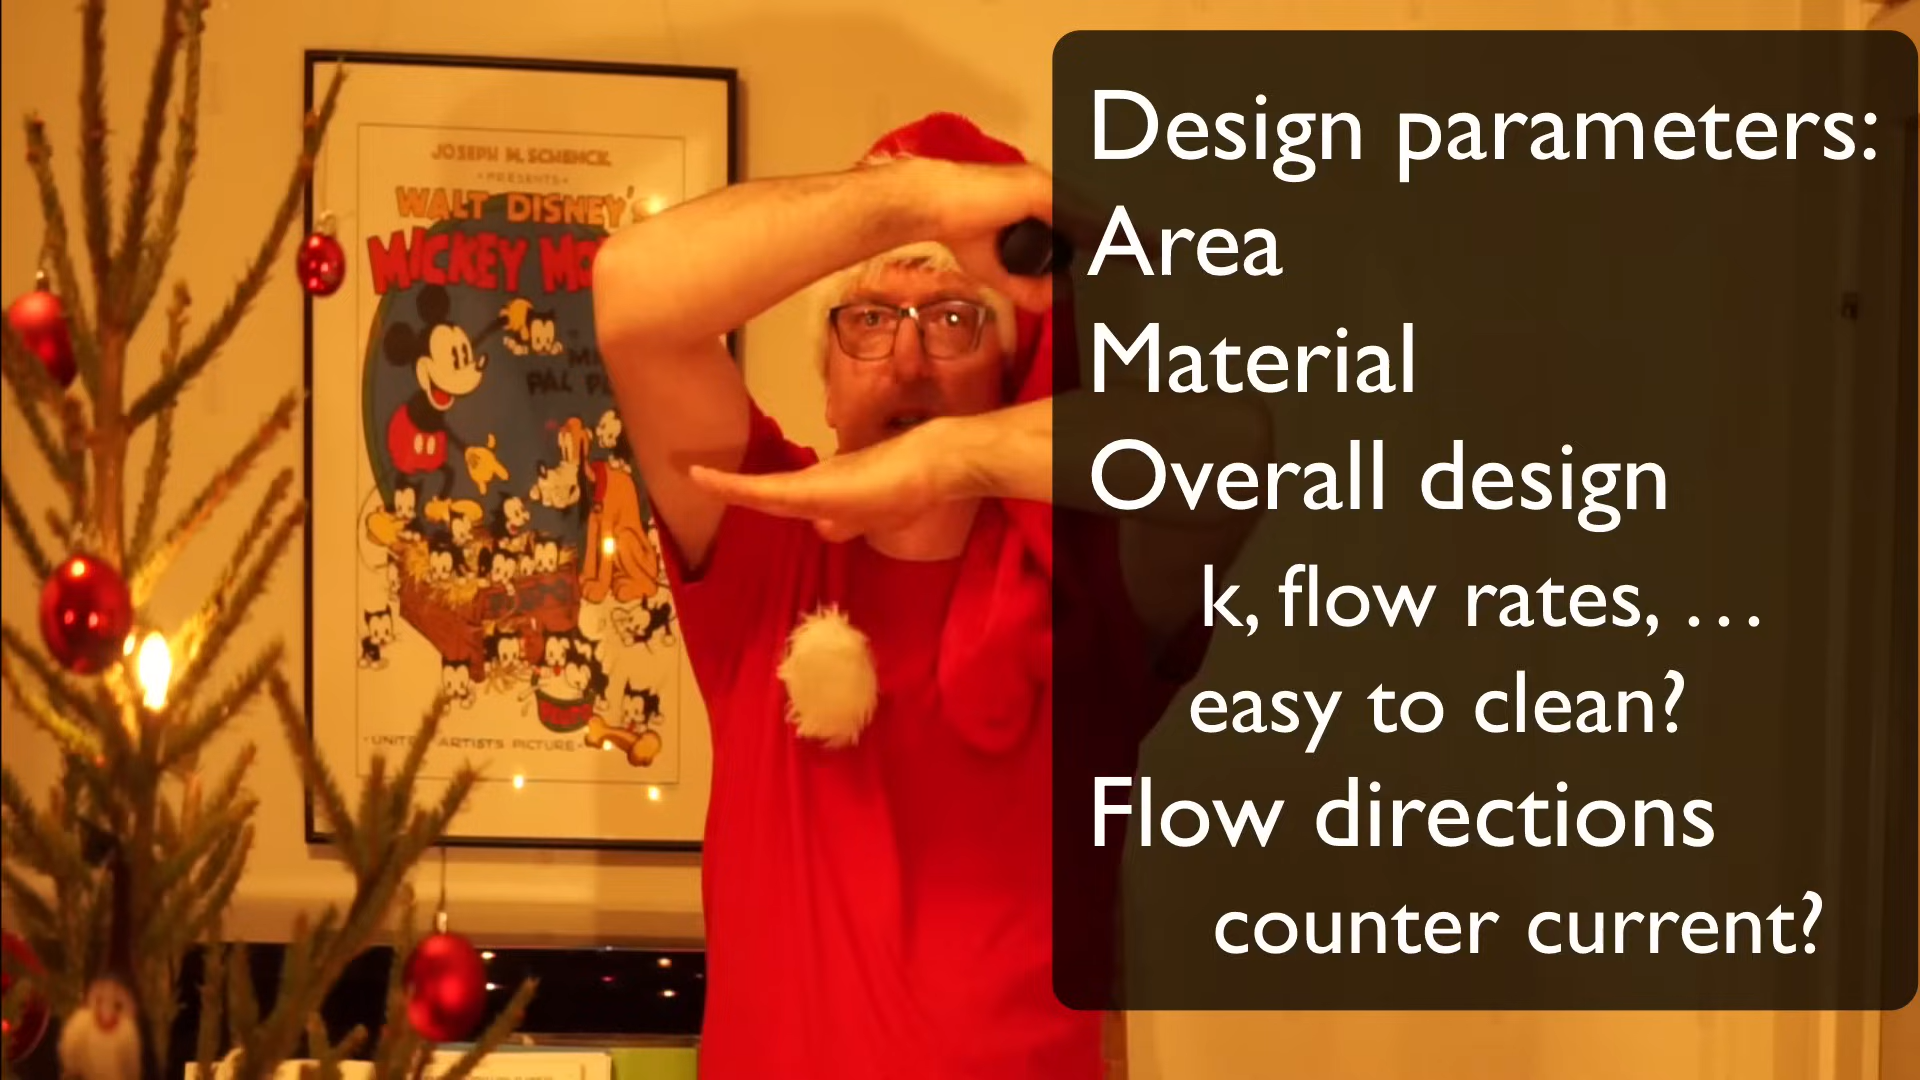 JOSEPH M. SCHENCK
PRESENTS
WALT DISNEY'S
MICKEY
UNITED ARTISTS PICTURE
Design parameters:
Area
Material
Overall design
k, flow rates, ...
easy to clean?
Flow directions
counter current?